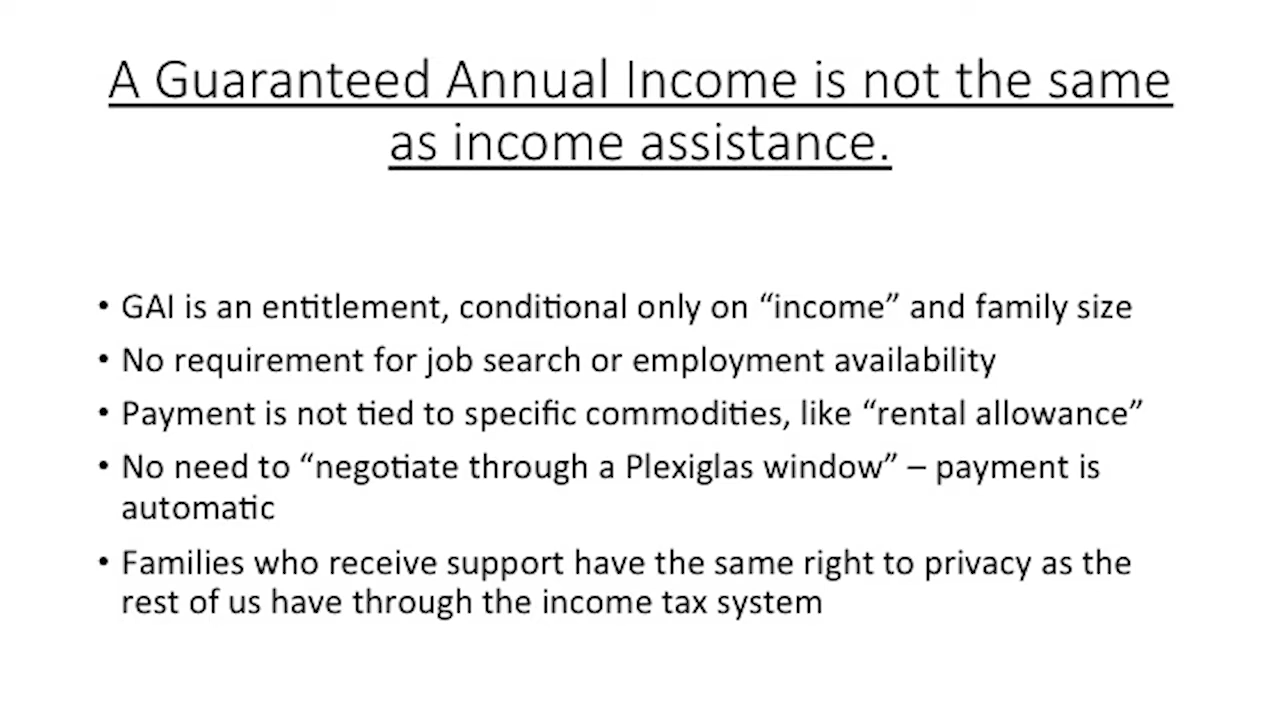 A Guaranteed Annual Income is not the same
as income assistance.
• GAI is an entitlement, conditional only on “income” and family size
• No requirement for job search or employment availability
• Payment is not tied to specific commodities, like “rental allowance”
• No need to “negotiate through a Plexiglas window” – payment is
automatic
• Families who receive support have the same right to privacy as the
rest of us have through the income tax system